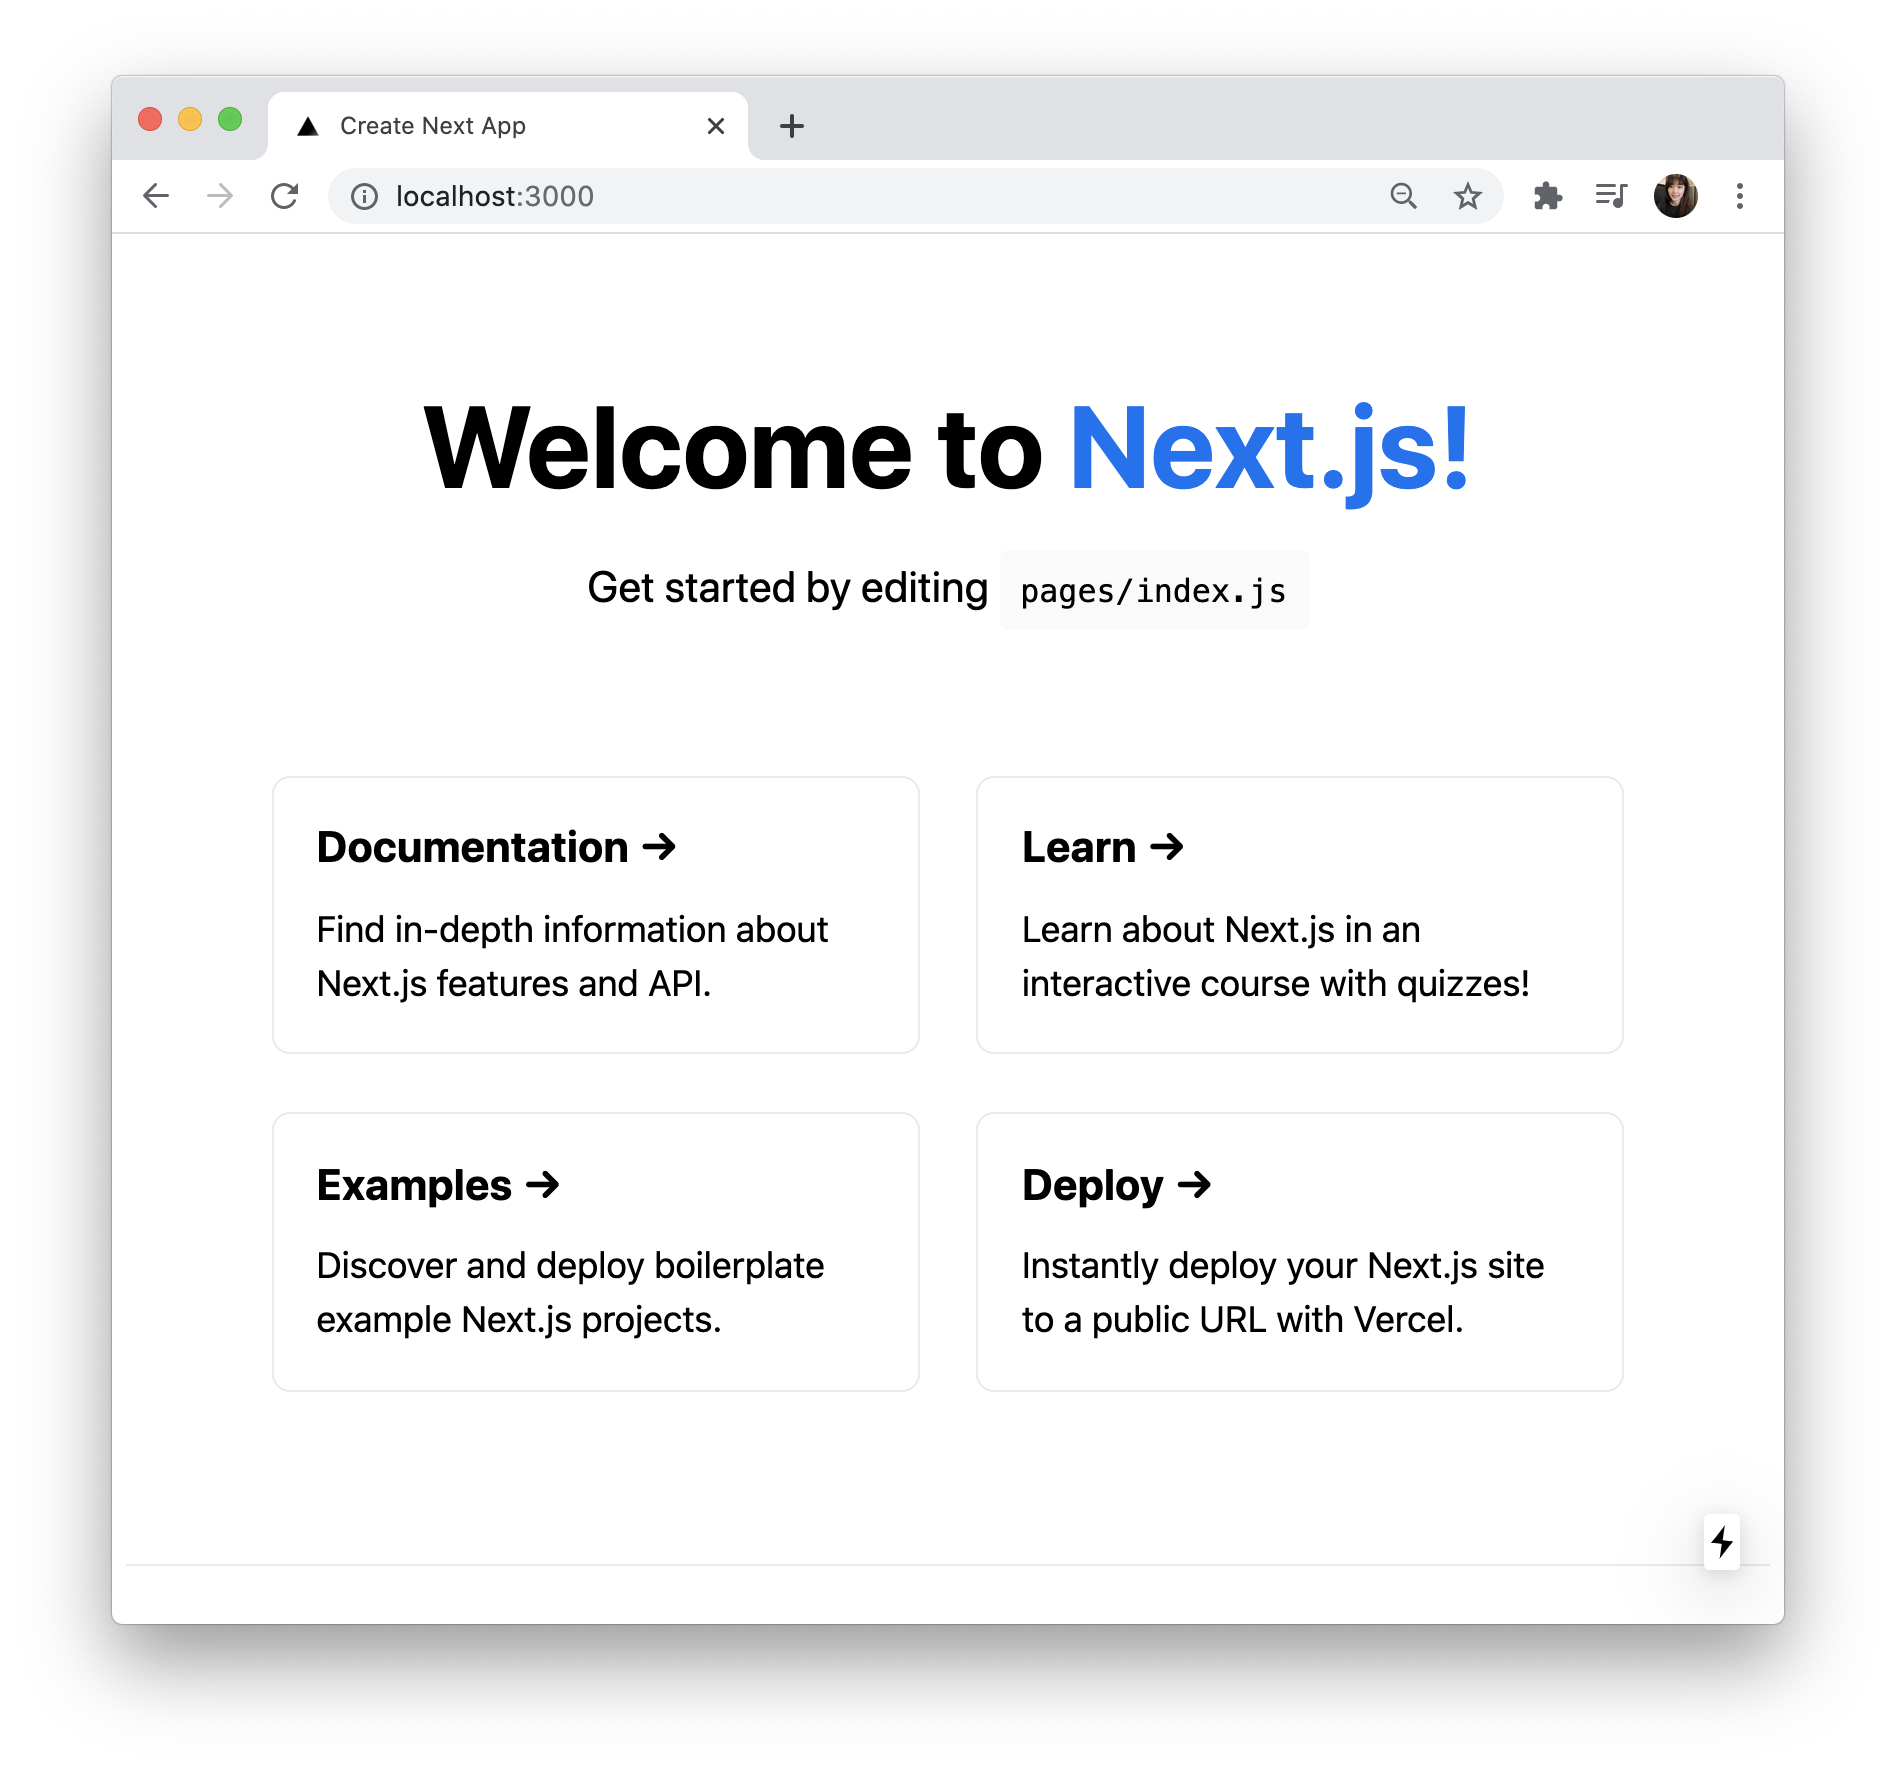 Create Next App
localhost:3000
Welcome to Next.js!
Get started by editing pages/index.js
Documentation →
Find in-depth information about
Next.js features and API.
Learn →
Learn about Next.js in an
interactive course with quizzes!
Examples →
Discover and deploy boilerplate
example Next.js projects.
Deploy →
Instantly deploy your Next.js site
to a public URL with Vercel.